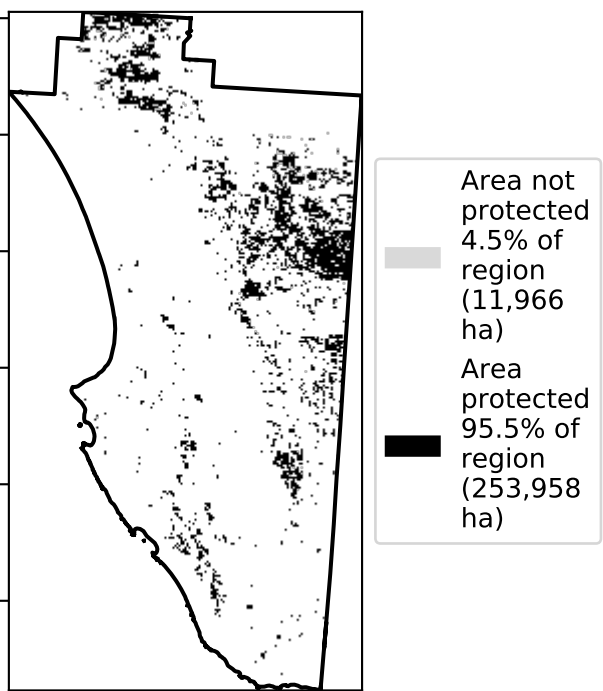 Area not
protected
4.5% of
region
(11,966
ha)
Area
protected
95.5% of
region
(253,958
ha)